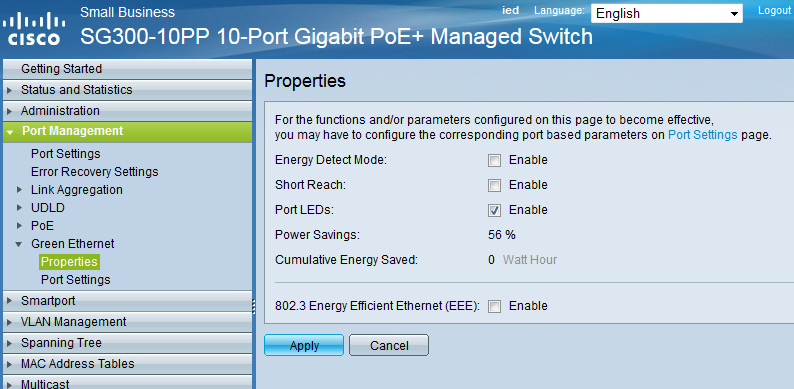 Small Business
ied Language: English Logout
CISCO SG300-10PP 10-Port Gigabit PoE+ Managed Switch
Getting Started
Status and Statistics
Administration
Port Management
Port Settings
Error Recovery Settings
Link Aggregation
UDLD
PoE
Green Ethernet
Properties
Port Settings
Smartport
VLAN Management
Spanning Tree
MAC Address Tables
Multicast
Properties
For the functions and/or parameters configured on this page to become effective,
you may have to configure the corresponding port based parameters on Port Settings page.
Energy Detect Mode: Enable
Short Reach: Enable
Port LEDs: Enable
Power Savings: 56 %
Cumulative Energy Saved: 0 Watt Hour
802.3 Energy Efficient Ethernet (EEE): Enable
Apply Cancel